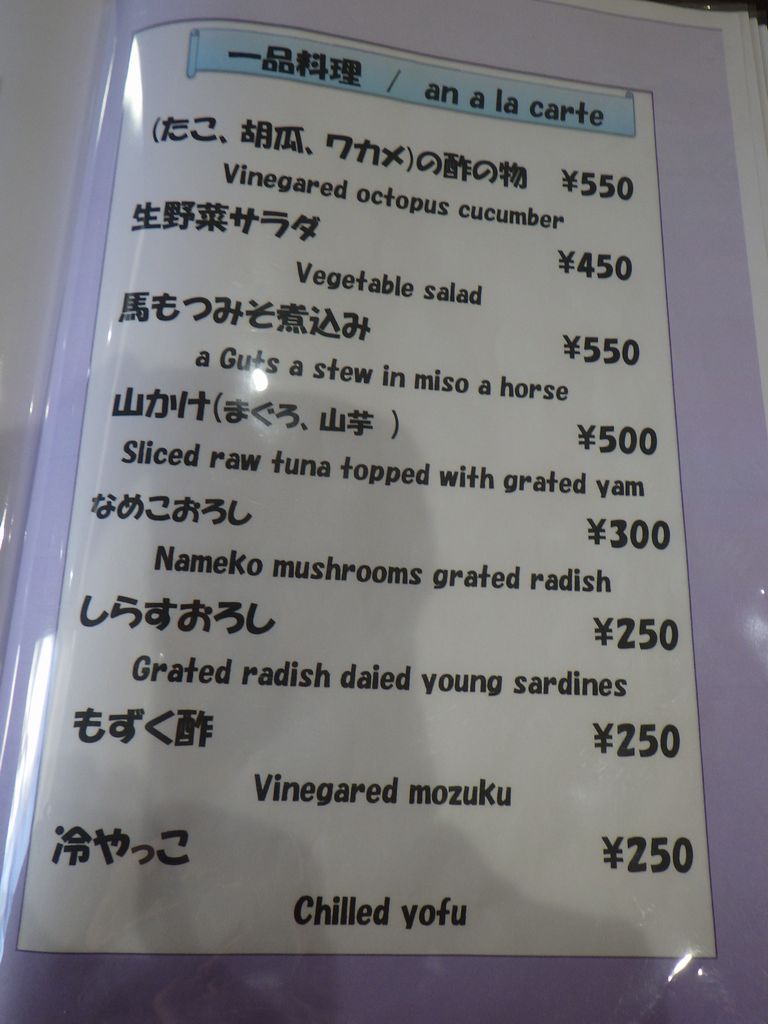 一品料理 / an a la carte
(たこ、胡瓜、ワカメ)の酢の物 ¥550
Vinegared octopus cucumber
生野菜サラダ ¥450
Vegetable salad
馬もつみそ煮込み ¥550
a Guts a stew in miso a horse
山かけ(まぐろ、山芋 ) ¥500
Sliced raw tuna topped with grated yam
なめこおろし ¥300
Nameko mushrooms grated radish
しらすおろし ¥250
Grated radish daied young sardines
もずく酢 ¥250
Vinegared mozuku
冷やっこ ¥250
Chilled yofu